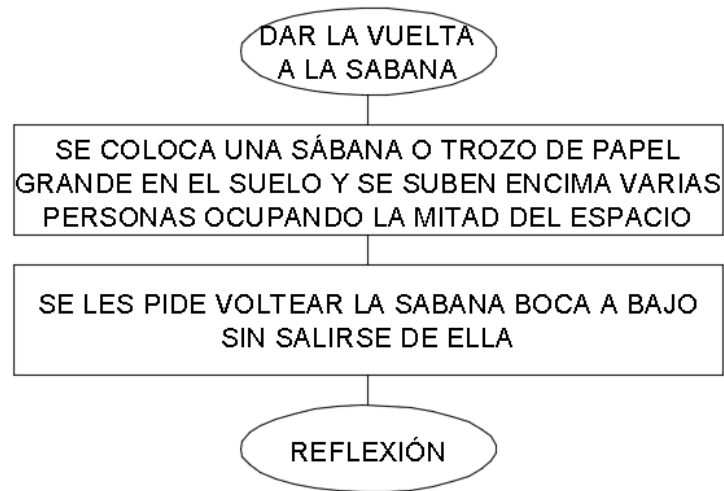 DAR LA VUELTA
A LA SABANA
SE COLOCA UNA SÁBANA O TROZO DE PAPEL
GRANDE EN EL SUELO Y SE SUBEN ENCIMA VARIAS
PERSONAS OCUPANDO LA MITAD DEL ESPACIO
SE LES PIDE VOLTEAR LA SABANA BOCA A BAJO
SIN SALIRSE DE ELLA
REFLEXIÓN